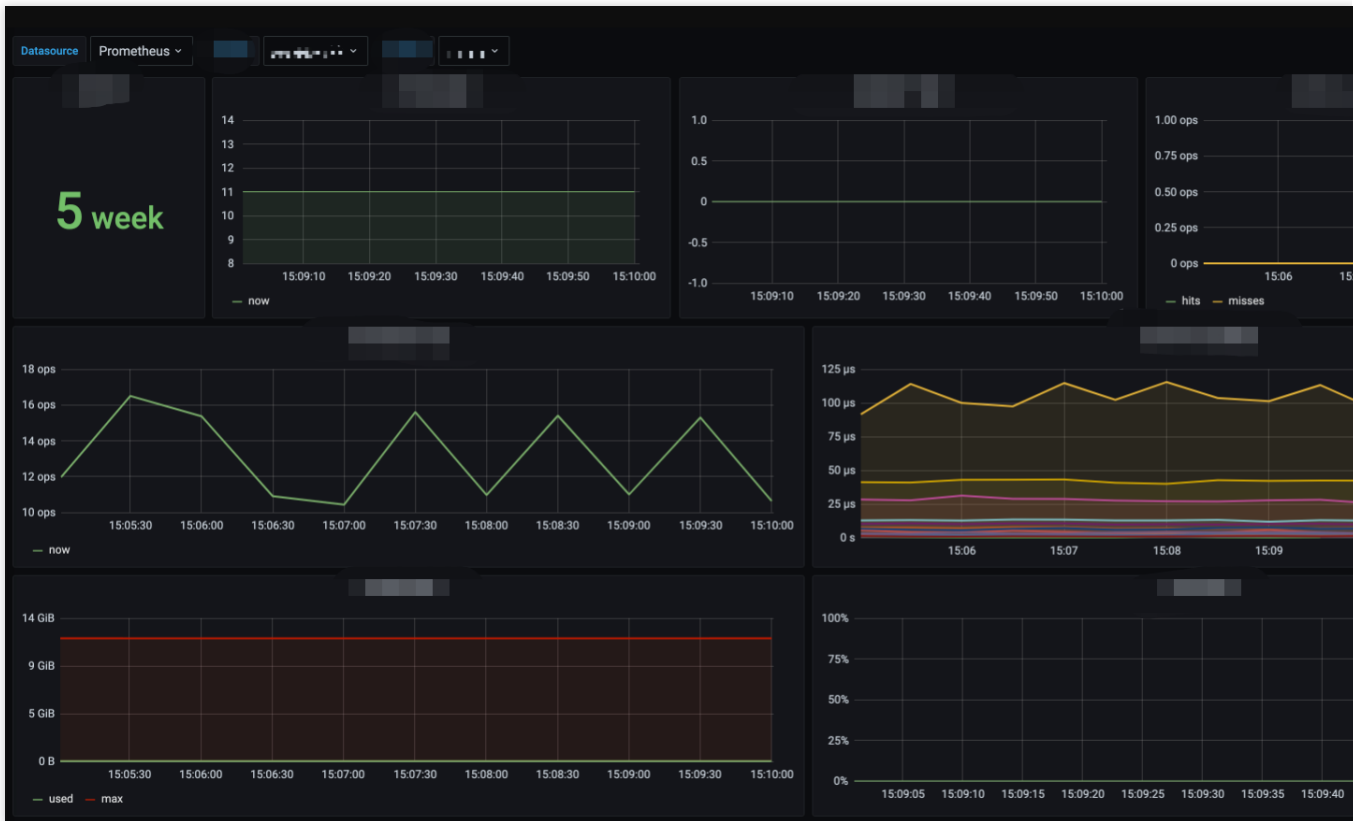 Datasource Prometheus
5 week
14
13
12
11
10
9
8
15:09:10 15:09:20 15:09:30 15:09:40 15:09:50 15:10:00
now
1.0
0.5
0
-0.5
-1.0
15:09:10 15:09:20 15:09:30 15:09:40 15:09:50 15:10:00
1.00 ops
0.75 ops
0.50 ops
0.25 ops
0 ops
15:06
hits misses
18 ops
16 ops
14 ops
12 ops
10 ops
15:05:30 15:06:00 15:06:30 15:07:00 15:07:30 15:08:00 15:08:30 15:09:00 15:09:30 15:10:00
now
125 µs
100 µs
75 µs
50 µs
25 µs
0 s
15:06 15:07 15:08 15:09
14 GiB
9 GiB
5 GiB
0 B
15:05:30 15:06:00 15:06:30 15:07:00 15:07:30 15:08:00 15:08:30 15:09:00 15:09:30 15:10:00
used max
100%
75%
50%
25%
0%
15:09:05 15:09:10 15:09:15 15:09:20 15:09:25 15:09:30 15:09:35 15:09:40